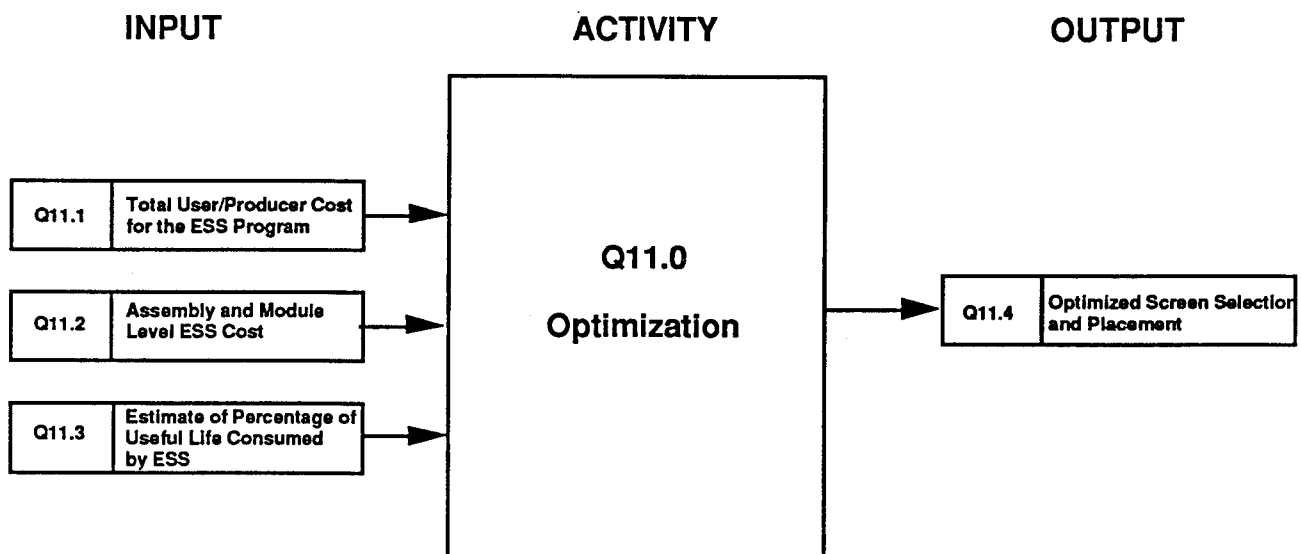 INPUT
ACTIVITY
OUTPUT
Q11.1
Total User/Producer Cost
for the ESS Program
Q11.2
Assembly and Module
Level ESS Cost
Q11.3
Estimate of Percentage of
Useful Life Consumed
by ESS
Q11.0
Optimization
Q11.4
Optimized Screen Selection
and Placement